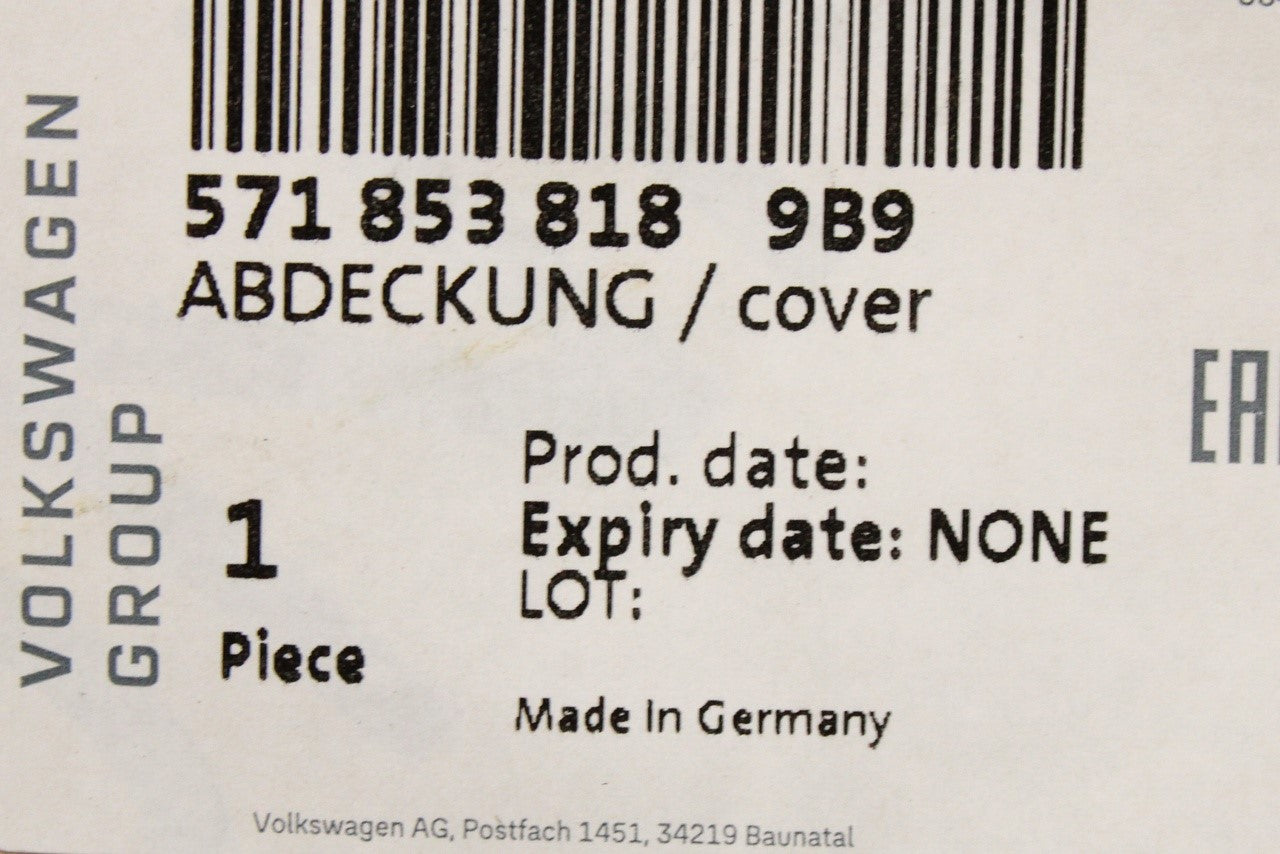 571 853 818 9B9
ABDECKUNG / cover
VOLKSWAGEN
GROUP
1
Piece
Prod. date:
Expiry date: NONE
LOT:
Made In Germany
Volkswagen AG, Postfach 1451, 34219 Baunatal